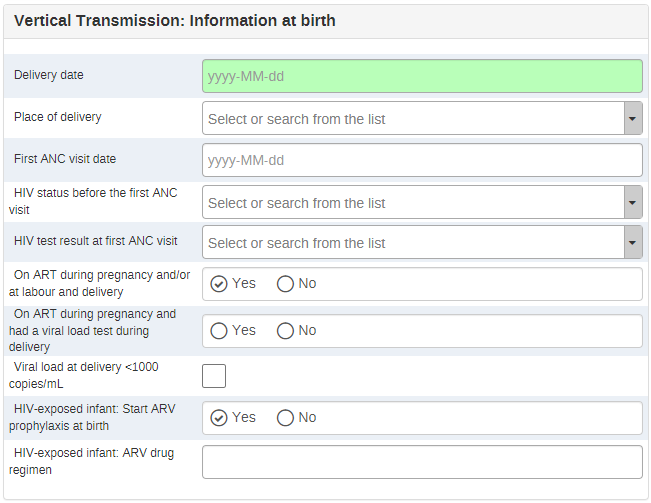 Vertical Transmission: Information at birth
Delivery date
yyyy-MM-dd
Place of delivery
Select or search from the list
First ANC visit date
yyyy-MM-dd
HIV status before the first ANC
visit
Select or search from the list
HIV test result at first ANC visit
Select or search from the list
On ART during pregnancy and/or
at labour and delivery
Yes No
On ART during pregnancy and
had a viral load test during
delivery
Yes No
Viral load at delivery <1000
copies/mL
HIV-exposed infant: Start ARV
prophylaxis at birth
Yes No
HIV-exposed infant: ARV drug
regimen